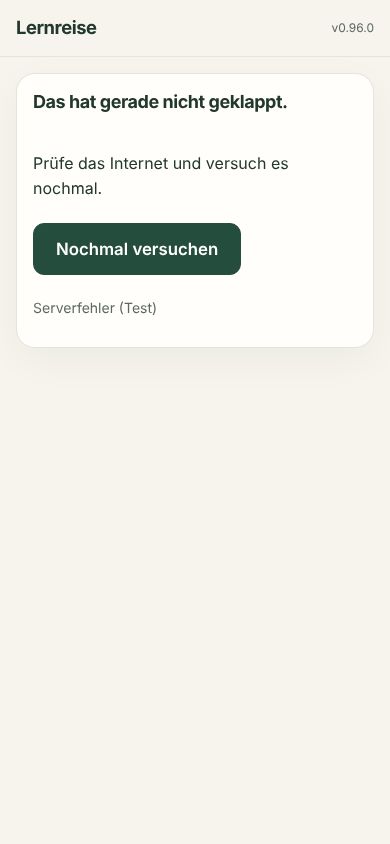 Lernreise
v0.96.0
Das hat gerade nicht geklappt.
Prüfe das Internet und versuch es
nochmal.
Nochmal versuchen
Serverfehler (Test)